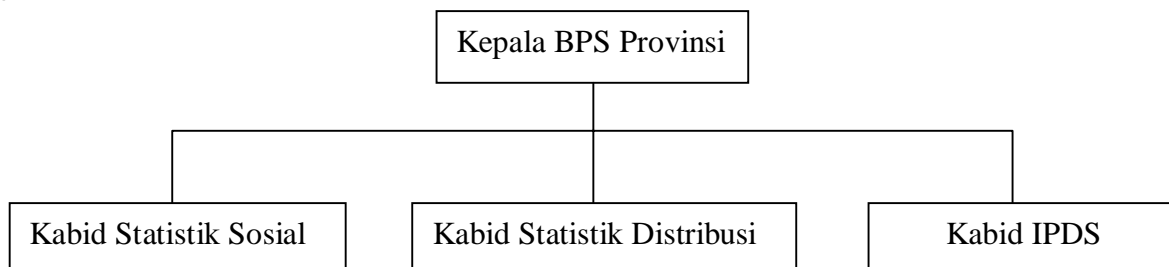 Kepala BPS Provinsi
Kabid Statistik Sosial
Kabid Statistik Distribusi
Kabid IPDS